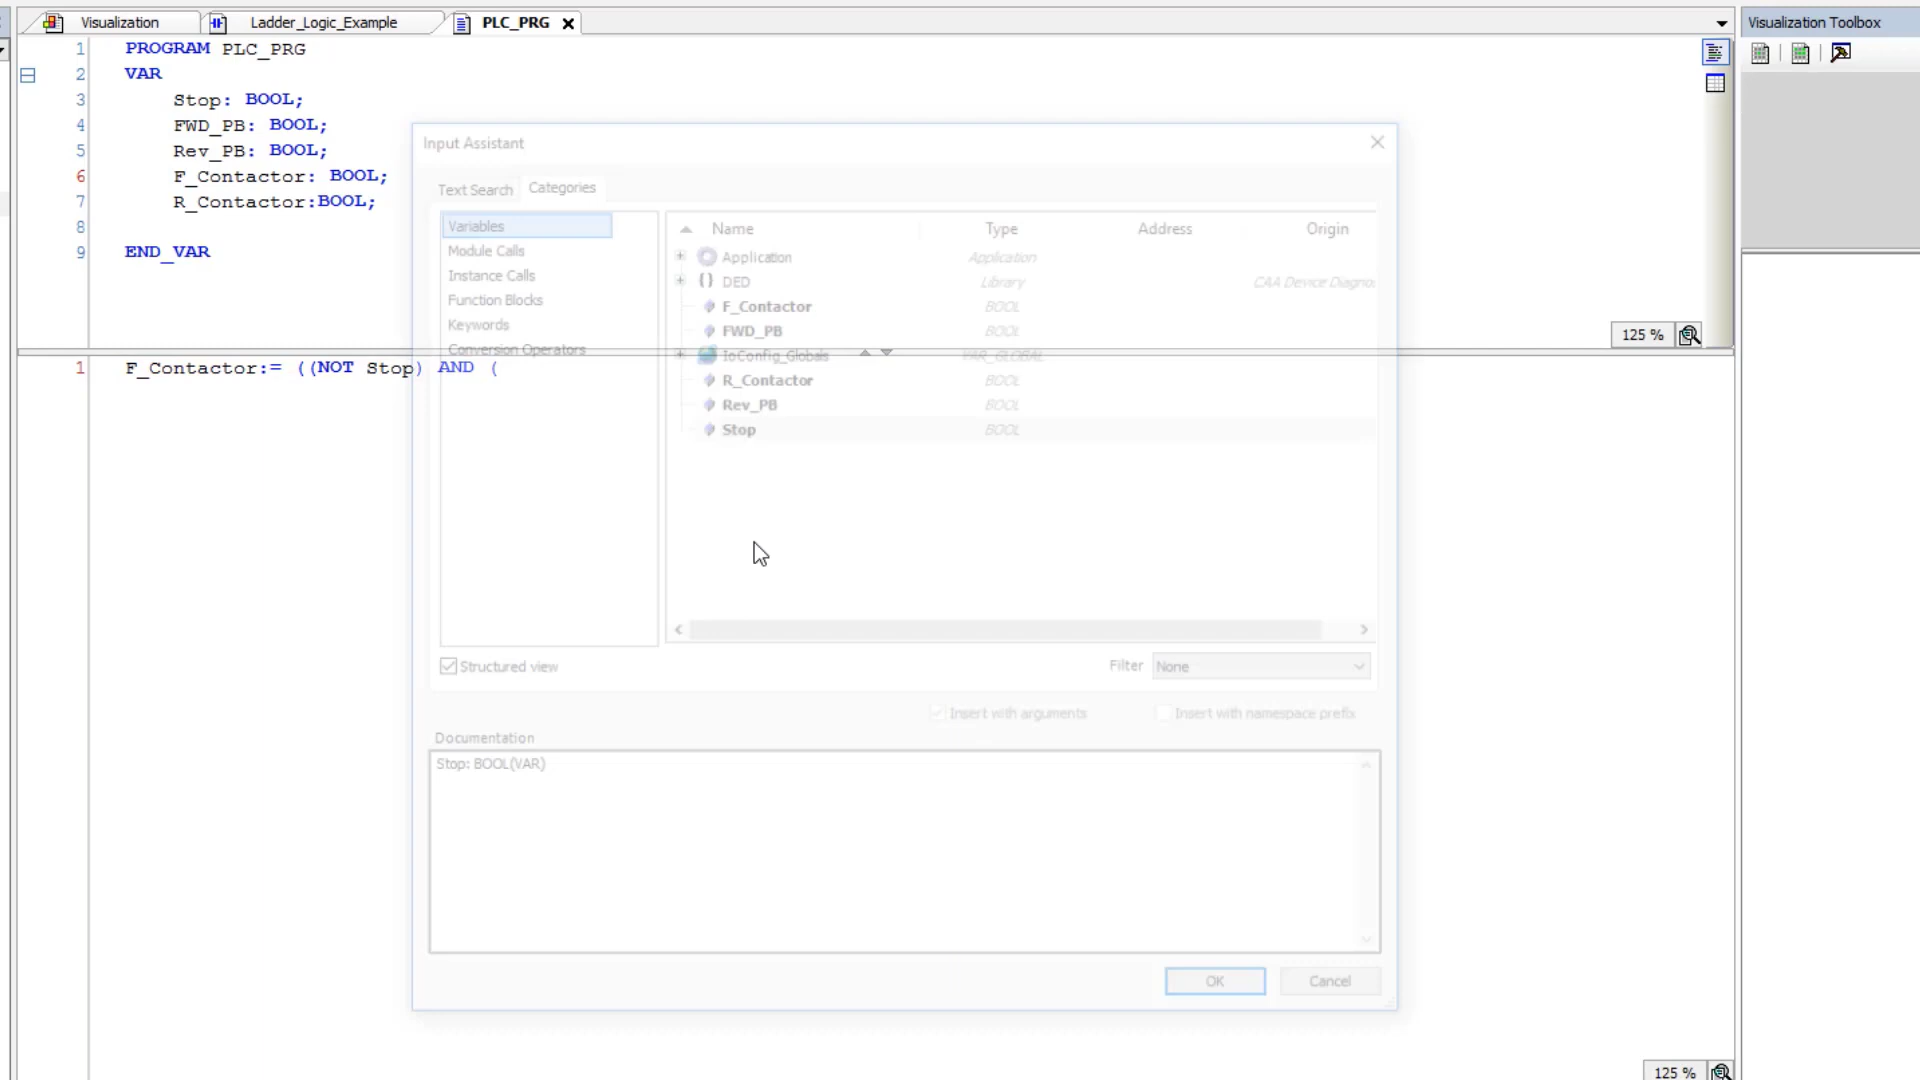 Visualization
Ladder_Logic_Example
PLC_PRG
Visualization Toolbox
1 PROGRAM PLC_PRG
2 VAR
3 Stop: BOOL;
4 FWD_PB: BOOL;
5 Rev_PB: BOOL;
6 F_Contactor: BOOL;
7 R_Contactor:BOOL;
8
9 END_VAR
125 %
1 F_Contactor:= ((NOT Stop) AND (
Input Assistant
Text Search
Categories
Variables
Module Calls
Instance Calls
Function Blocks
Keywords
Conversion Operators
Name Type Address Origin
Application Application
DED Library CAA Device Diagno
F_Contactor BOOL
FWD_PB BOOL
IoConfig_Globals VAR_GLOBAL
R_Contactor BOOL
Rev_PB BOOL
Stop BOOL
Structured view
Filter None
Insert with arguments
Insert with namespace prefix
Documentation
Stop: BOOL(VAR)
OK
Cancel
125 %